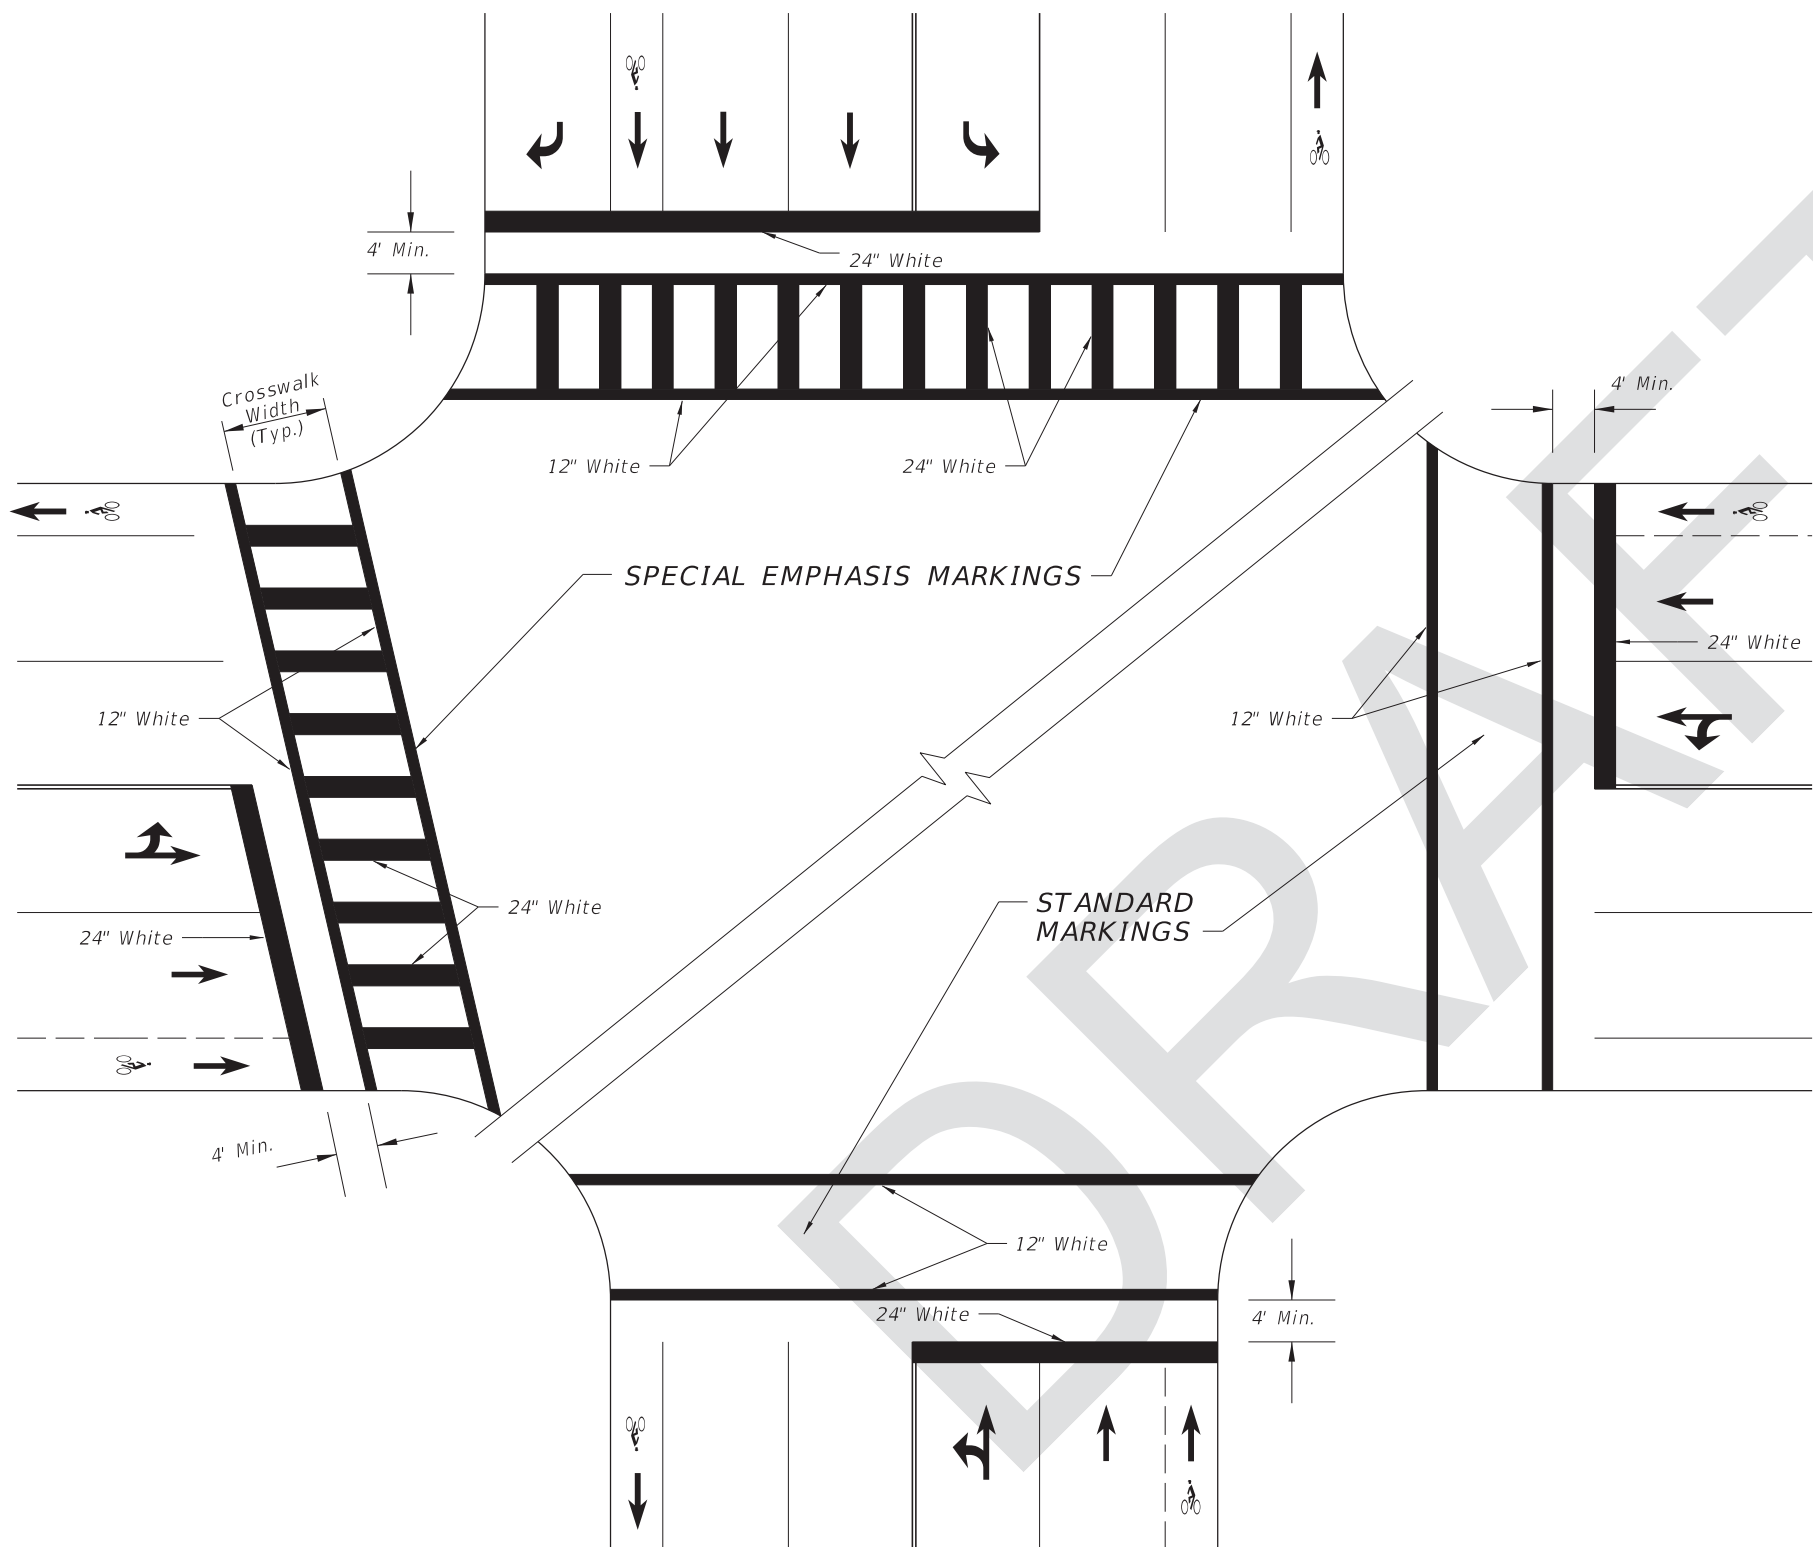 4' Min.
24" White
Crosswalk
Width
(Typ.)
4' Min.
12" White
24" White
SPECIAL EMPHASIS MARKINGS
24" White
12" White
12" White
STANDARD
MARKINGS
24" White
24" White
4' Min.
12" White
24" White
4' Min.
DRAFT